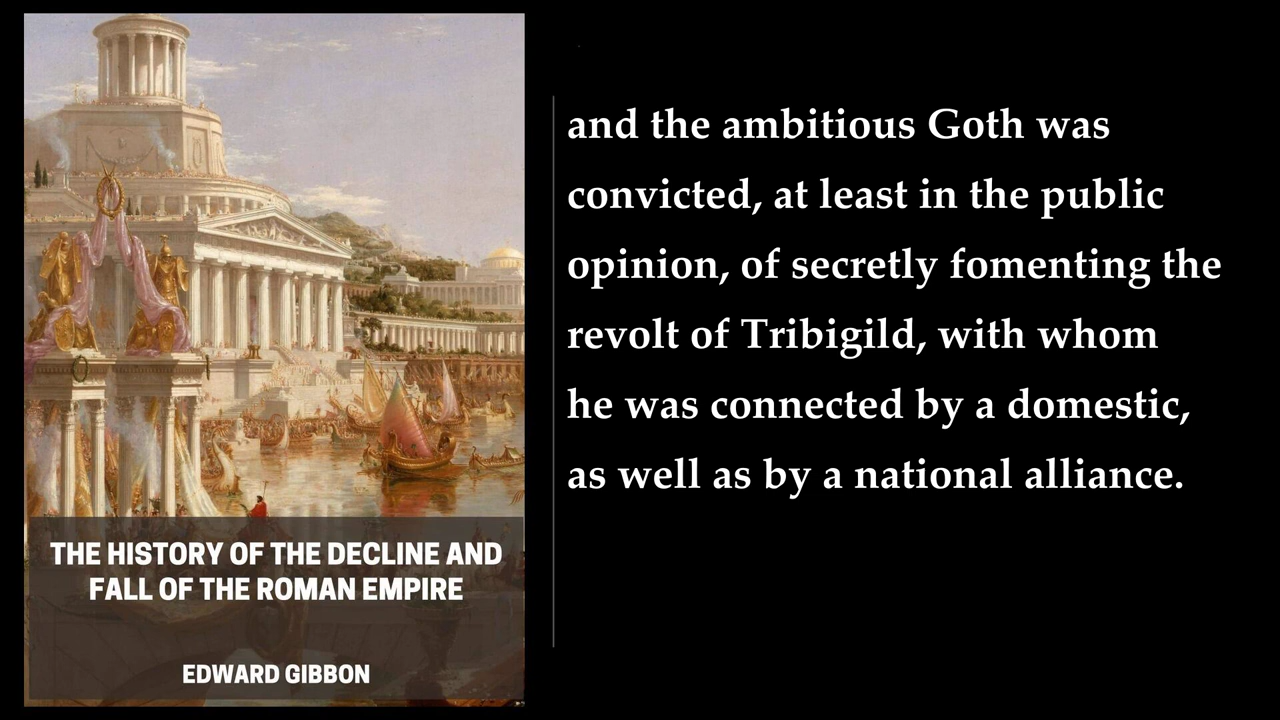 THE HISTORY OF THE DECLINE AND
FALL OF THE ROMAN EMPIRE
EDWARD GIBBON
and the ambitious Goth was
convicted, at least in the public
opinion, of secretly fomenting the
revolt of Tribigild, with whom
he was connected by a domestic,
as well as by a national alliance.